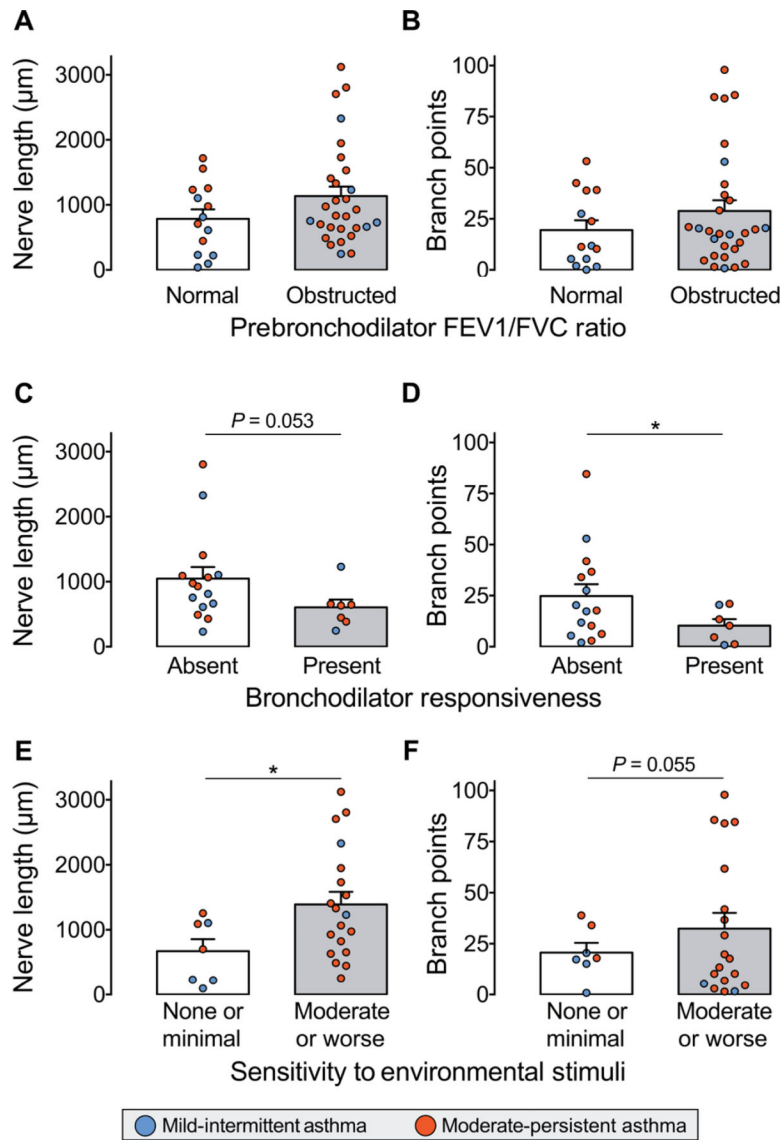 A
Nerve length (μm)
3000
2000
1000
0
Normal
Obstructed
B
Branch points
100
75
50
25
0
Normal
Obstructed
Prebronchodilator FEV1/FVC ratio
C
Nerve length (μm)
3000
2000
1000
0
P = 0.053
Absent
Present
D
Branch points
100
75
50
25
0
*
Absent
Present
Bronchodilator responsiveness
E
Nerve length (μm)
3000
2000
1000
0
*
None or
minimal
Moderate
or worse
F
Branch points
100
75
50
25
0
P = 0.055
None or
minimal
Moderate
or worse
Sensitivity to environmental stimuli
Mild-intermittent asthma
Moderate-persistent asthma